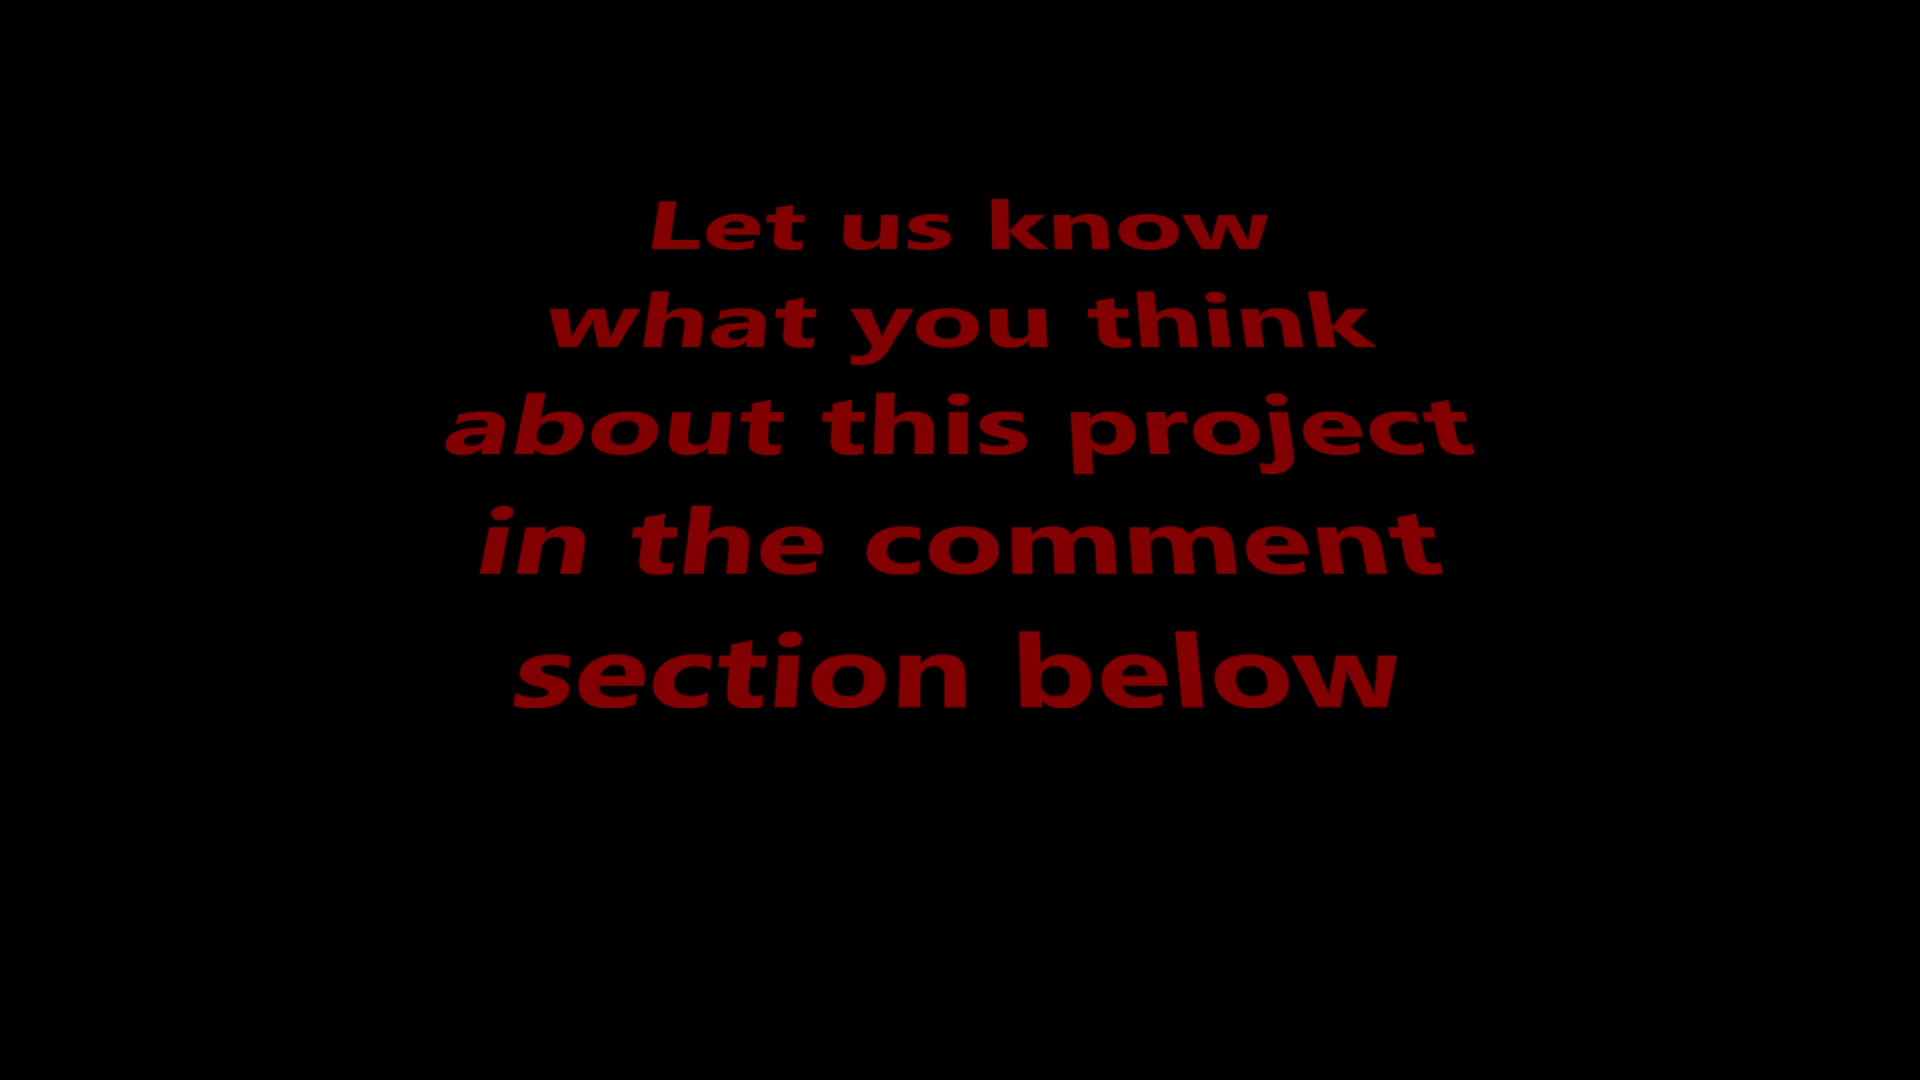 Let us know
what you think
about this project
in the comment
section below